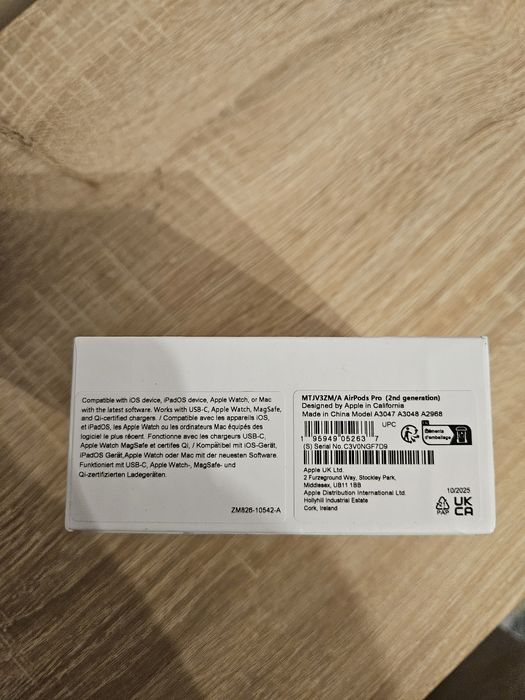 Compatible with iOS device, iPadOS device, Apple Watch, or Mac
with the latest software. Works with USB-C, Apple Watch, MagSafe,
and Qi-certified chargers. / Compatible avec les appareils iOS,
et iPadOS, les Apple Watch ou les ordinateurs Mac équipés des
logiciel le plus récent. Fonctionne avec les chargeurs USB-C,
Apple Watch MagSafe et certifes Qi, / Kompatibel mit iOS-Gerät,
iPadOS Gerät,Apple Watch oder Mac mit der neuesten Software.
Funktioniert mit USB-C, Apple Watch-, MagSafe- und
Qi-zertifizierten Ladegeräten.
ZM826-10542-A
MTJV3ZM/A AirPods Pro (2nd generation)
Designed by Apple in California
Made in China Model A3047 A3048 A2968
UPC
1 95949 05263 7
(S) Serial No. C3V0NGF7D9
Éléments
d'emballage
Apple UK Ltd.
2 Furzeground Way, Stockley Park,
Middlesex, UB11 1BB
Apple Distribution International Ltd.
Hollyhill Industrial Estate
Cork, Ireland
10/2025
PAP
UK
CA